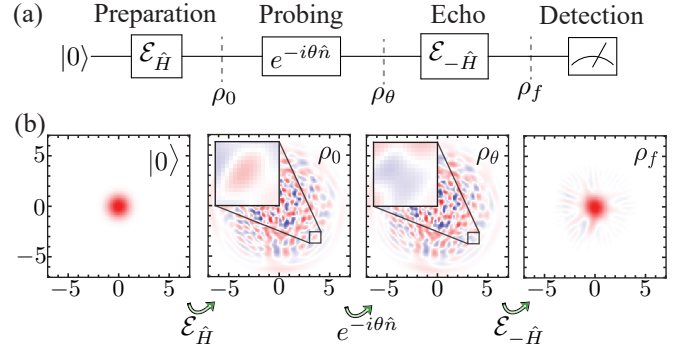 (a) Preparation Probing Echo Detection
|0⟩ ℰ_Ĥ e^{-iθn̂} ℰ_{-Ĥ}
ρ₀ ρ_θ ρ_f
(b)
|0⟩ ρ₀ ρ_θ ρ_f
5
0
−5
−5 0 5 −5 0 5 −5 0 5 −5 0 5
ℰ_Ĥ e^{-iθn̂} ℰ_{-Ĥ}